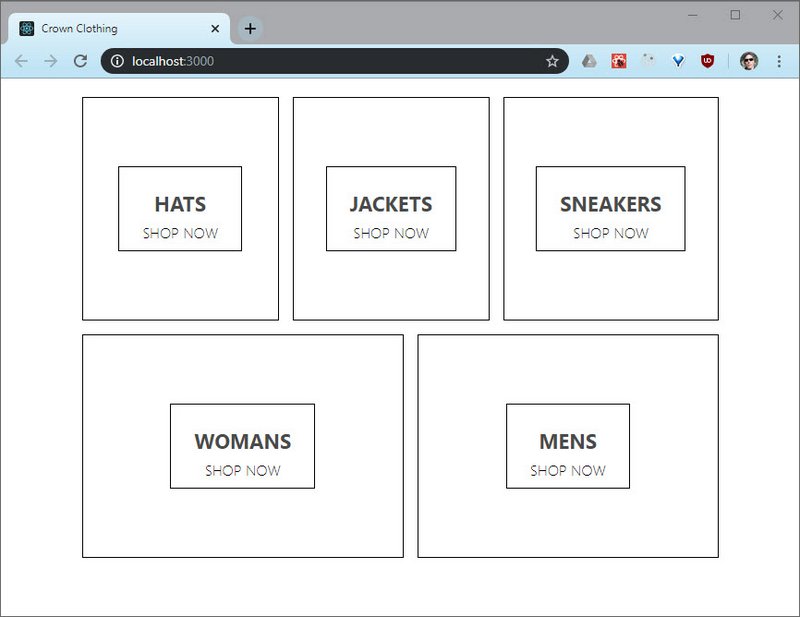 Crown Clothing
localhost:3000
HATS
SHOP NOW
JACKETS
SHOP NOW
SNEAKERS
SHOP NOW
WOMANS
SHOP NOW
MENS
SHOP NOW